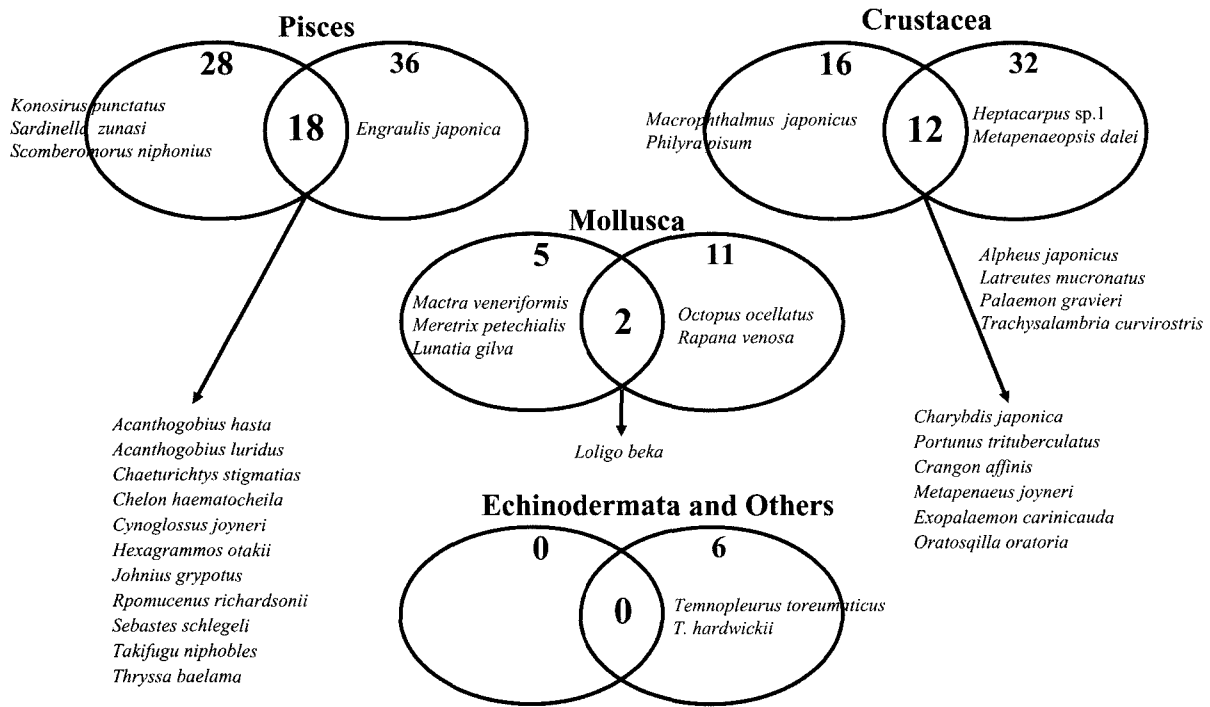 Pisces
28
36
Konosirus punctatus
Sardinella zunasi
Scomberomorus niphonius
18
Engraulis japonica
Crustacea
16
32
Macrophthalmus japonicus
Philyra pisum
12
Heptacarpus sp.1
Metapenaeopsis dalei
Mollusca
5
11
Mactra veneriformis
Meretrix petechialis
Lunatia gilva
2
Octopus ocellatus
Rapana venosa
Alpheus japonicus
Latreutes mucronatus
Palaemon gravieri
Trachysalambria curvirostris
Acanthogobius hasta
Acanthogobius luridus
Chaeturichtys stigmatias
Chelon haematocheila
Cynoglossus joyneri
Hexagrammos otakii
Johnius grypotus
Rpomucenus richardsonii
Sebastes schlegeli
Takifugu niphobles
Thryssa baelama
Loligo beka
Charybdis japonica
Portunus trituberculatus
Crangon affinis
Metapenaeus joyneri
Exopalaemon carinicauda
Oratosqilla oratoria
Echinodermata and Others
0
6
0
Temnopleurus toreumaticus
T. hardwickii